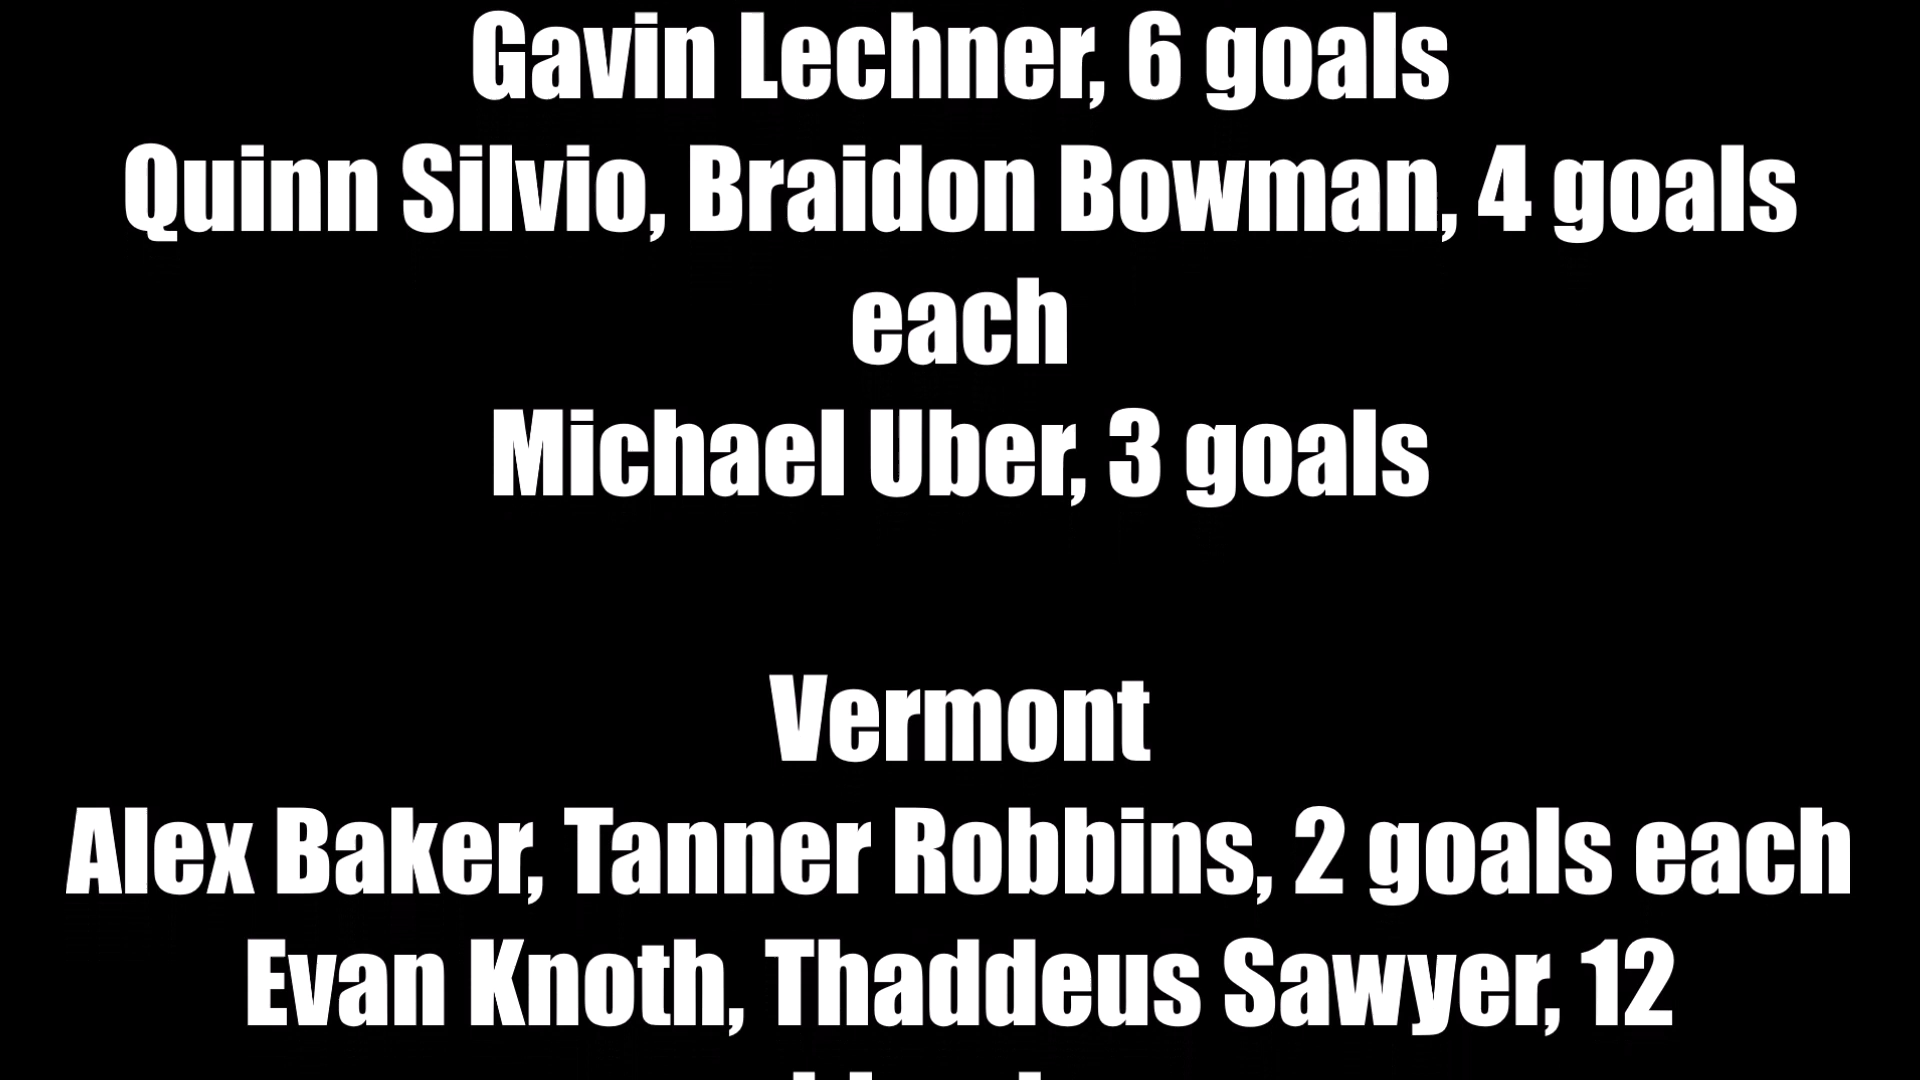 Gavin Lechner, 6 goals
Quinn Silvio, Braidon Bowman, 4 goals
each
Michael Uber, 3 goals
Vermont
Alex Baker, Tanner Robbins, 2 goals each
Evan Knoth, Thaddeus Sawyer, 12